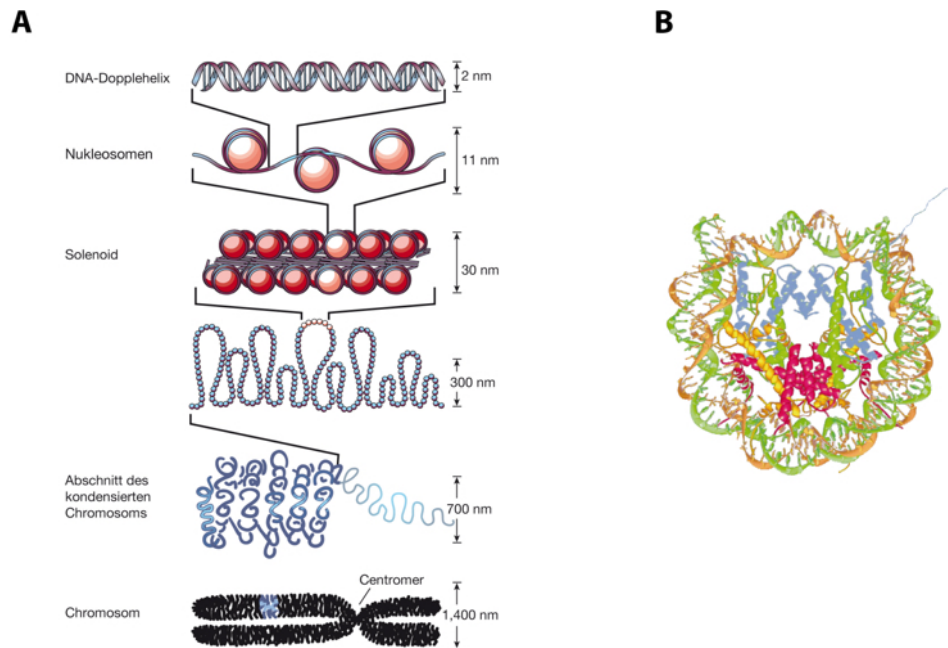 A
B
DNA-Dopplehelix
2 nm
Nukleosomen
11 nm
Solenoid
30 nm
300 nm
Abschnitt des
kondensierten
Chromosoms
700 nm
Centromer
Chromosom
1,400 nm